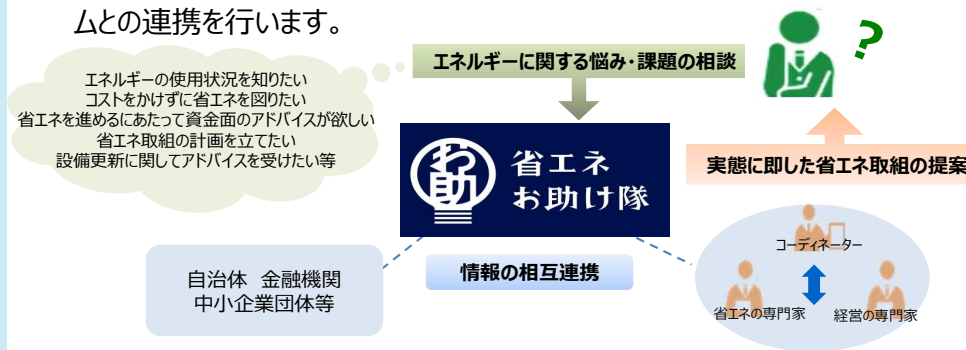 ムとの連携を行います。
エネルギーの使用状況を知りたい
コストをかけずに省エネを図りたい
省エネを進めるにあたって資金面のアドバイスが欲しい
省エネ取組の計画を立てたい
設備更新に関してアドバイスを受けたい等
エネルギーに関する悩み・課題の相談
?
お助
省エネ
お助け隊
実態に即した省エネ取組の提案
自治体 金融機関
中小企業団体等
情報の相互連携
コーディネーター
省エネの専門家
経営の専門家